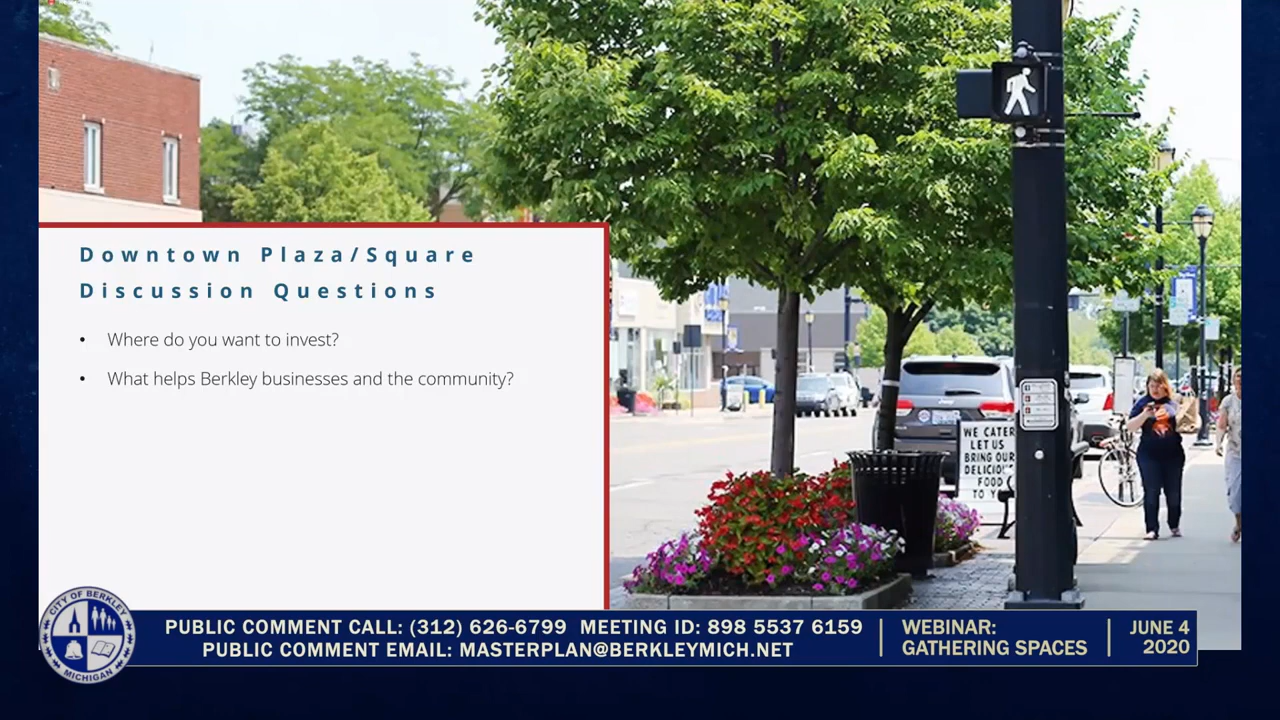 Downtown Plaza/Square
Discussion Questions
• Where do you want to invest?
• What helps Berkley businesses and the community?
WE CATER
LET US
BRING OUR
DELICIOUS
FOOD
TO Y
Jeep
CITY OF BERKLEY
MICHIGAN
PUBLIC COMMENT CALL: (312) 626-6799 MEETING ID: 898 5537 6159
PUBLIC COMMENT EMAIL: MASTERPLAN@BERKLEYMICH.NET
WEBINAR:
GATHERING SPACES
JUNE 4
2020